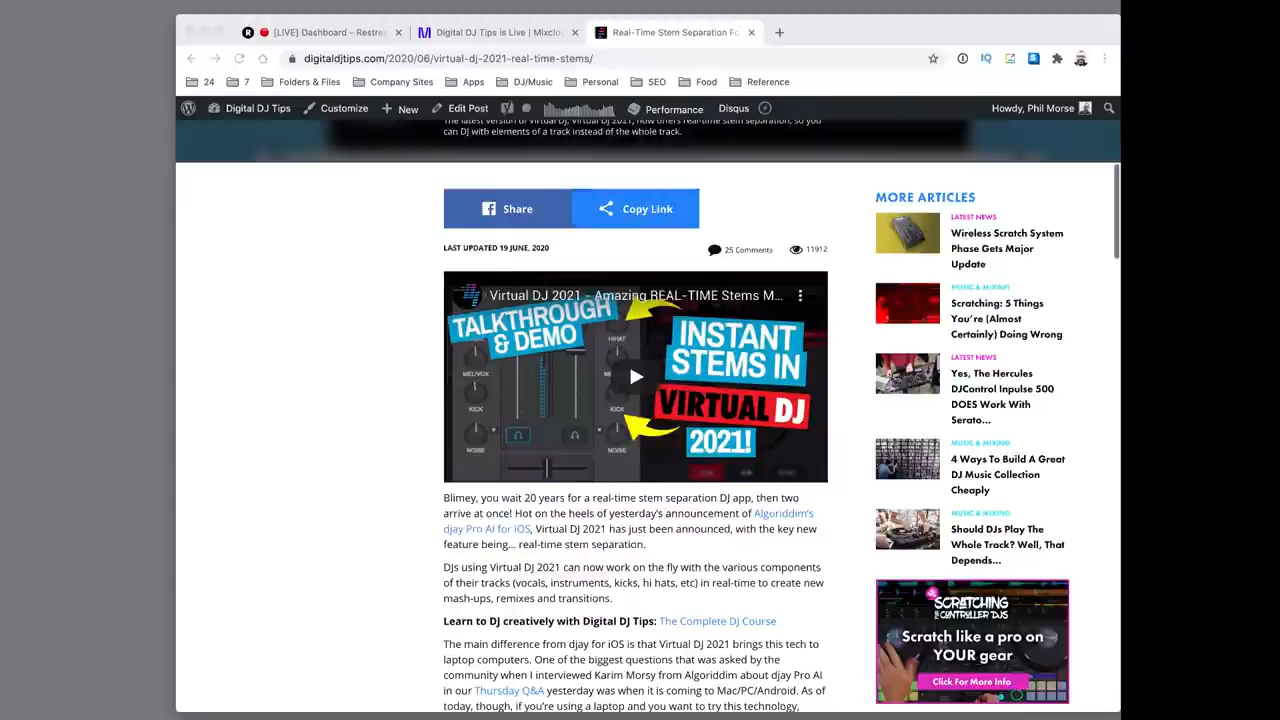 [LIVE] Dashboard – Restrea
Digital DJ Tips is Live | Mixclou
Real-Time Stem Separation Fo
digitaldjtips.com/2020/06/virtual-dj-2021-real-time-stems/
24
7
Folders & Files
Company Sites
Apps
DJ/Music
Personal
SEO
Food
Reference
Digital DJ Tips
Customize
New
Edit Post
Performance
Disqus
Howdy, Phil Morse
The latest version of Virtual DJ, Virtual DJ 2021, now offers real-time stem separation, so you
can DJ with elements of a track instead of the whole track.
Share
Copy Link
LAST UPDATED 19 JUNE, 2020
25 Comments
11912
Virtual DJ 2021 - Amazing REAL-TIME Stems M...
TALKTHROUGH
& DEMO
INSTANT
STEMS IN
VIRTUAL DJ
2021!
HIHAT
MEL/VOX
ME
KICK
KICK
NOISE
NOISE
Blimey, you wait 20 years for a real-time stem separation DJ app, then two
arrive at once! Hot on the heels of yesterday's announcement of Algoriddim's
djay Pro AI for iOS, Virtual DJ 2021 has just been announced, with the key new
feature being... real-time stem separation.
DJs using Virtual DJ 2021 can now work on the fly with the various components
of their tracks (vocals, instruments, kicks, hi hats, etc) in real-time to create new
mash-ups, remixes and transitions.
Learn to DJ creatively with Digital DJ Tips: The Complete DJ Course
The main difference from djay for iOS is that Virtual DJ 2021 brings this tech to
laptop computers. One of the biggest questions that was asked by the
community when I interviewed Karim Morsy from Algoriddim about djay Pro AI
in our Thursday Q&A yesterday was when it is coming to Mac/PC/Android. As of
today, though, if you're using a laptop and you want to try this technology,
MORE ARTICLES
LATEST NEWS
Wireless Scratch System
Phase Gets Major
Update
MUSIC & MIXING
Scratching: 5 Things
You're (Almost
Certainly) Doing Wrong
LATEST NEWS
Yes, The Hercules
DJControl Inpulse 500
DOES Work With
Serato...
MUSIC & MIXING
4 Ways To Build A Great
DJ Music Collection
Cheaply
MUSIC & MIXING
Should DJs Play The
Whole Track? Well, That
Depends...
SCRATCHING
FOR CONTROLLER DJS
Scratch like a pro on
YOUR gear
Click For More Info